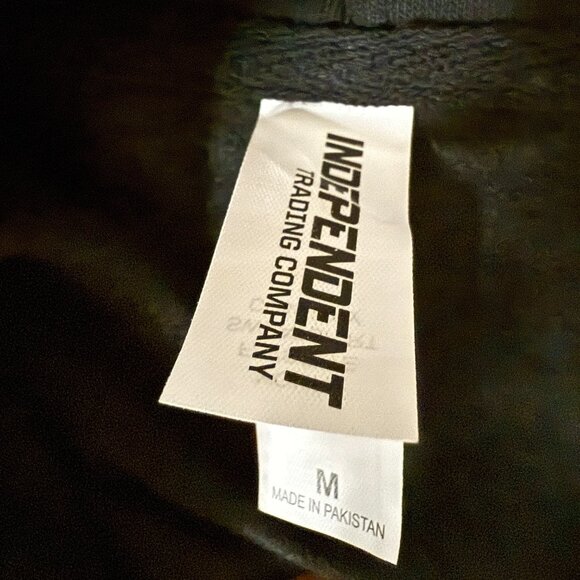 INDEPENDENT
TRADING COMPANY
M
MADE IN PAKISTAN